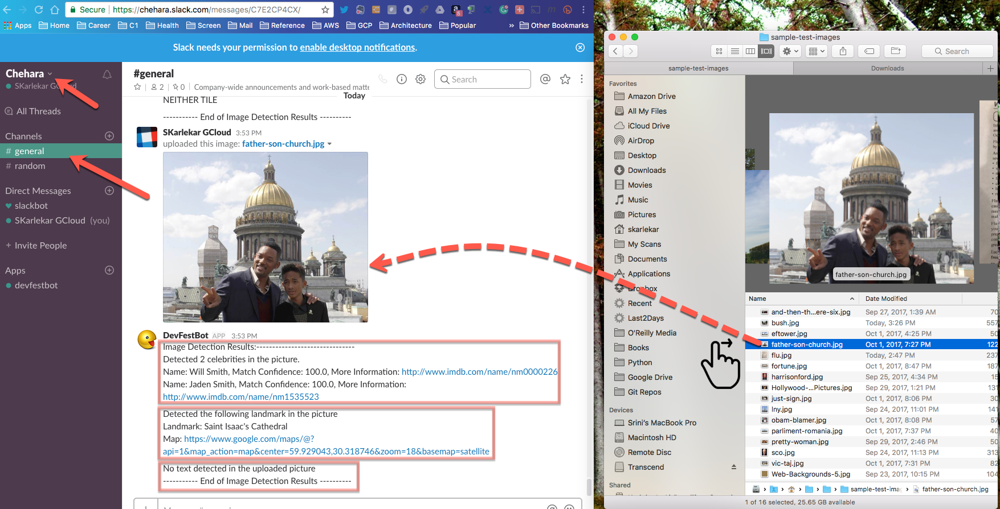 Secure
https://chehara.slack.com/messages/C7E2CP4CX/
5
Apps
Home
Career
C1
Health
Screen
Mail
Reference
AWS
GCP
Architecture
Popular
»
Other Bookmarks
Slack needs your permission to enable desktop notifications.
Chehara
SKarlekar GCloud
All Threads
Channels
# general
# random
Direct Messages
slackbot
SKarlekar GCloud (you)
+ Invite People
Apps
devfestbot
#general
2
0
Company-wide announcements and work-based matte
Search
Today
NEITHER TILE
----------- End of Image Detection Results ----------
SKarlekar GCloud 3:53 PM
uploaded this image: father-son-church.jpg
DevFestBot APP 3:53 PM
Image Detection Results:-------------------------------
Detected 2 celebrities in the picture.
Name: Will Smith, Match Confidence: 100.0, More Information: http://www.imdb.com/name/nm0000226
Name: Jaden Smith, Match Confidence: 100.0, More Information:
http://www.imdb.com/name/nm1535523
Detected the following landmark in the picture
Landmark: Saint Isaac's Cathedral
Map: https://www.google.com/maps/@?
api=1&map_action=map&center=59.929043,30.318746&zoom=18&basemap=satellite
No text detected in the uploaded picture
----------- End of Image Detection Results ----------
sample-test-images
Search
sample-test-images
Downloads
Favorites
Amazon Drive
All My Files
iCloud Drive
AirDrop
Desktop
Downloads
Movies
Music
Pictures
skarlekar
My Scans
Documents
Applications
Dropbox
Recent
Last2Days
O'Reilly Media
Books
Python
Google Drive
Git Repos
Devices
Srini's MacBook Pro
Macintosh HD
Remote Disc
Transcend
Shared
father-son-church.jpg
Name
Date Modified
and-then-th...ere-six.jpg Sep 27, 2017, 1:39 AM 70
bush.jpg Today, 3:26 PM 557
eftower.jpg Oct 1, 2017, 4:25 PM 50
father-son-church.jpg Oct 1, 2017, 7:27 PM 122
flu.jpg Today, 2:47 PM 237
fortune.jpg Oct 1, 2017, 8:47 PM 187
harrisonford.jpg Sep 25, 2017, 4:34 PM 15
Hollywood-...Pictures.jpg Sep 29, 2017, 1:21 PM 131
just-sign.jpg Oct 1, 2017, 8:06 PM 30
lny.jpg Sep 24, 2017, 11:01 PM 141
obam-blamer.jpg Oct 1, 2017, 8:08 PM 57
parliment-romania.jpg Oct 1, 2017, 7:37 PM 40
pretty-woman.jpg Sep 29, 2017, 2:46 PM 50
sco.jpg Sep 24, 2017, 11:13 PM 313
vic-taj.jpg Oct 1, 2017, 7:31 PM 82
Web-Backgrounds-5.jpg Sep 23, 2017, 10:15 PM 104
sample-test-ima
father-son-church.jpg
1 of 16 selected, 25.65 GB available